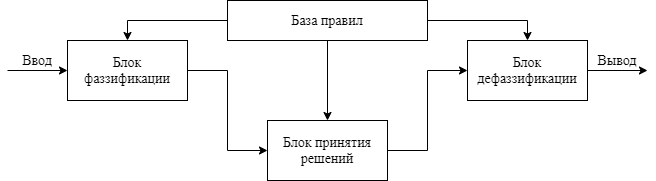 База правил
Ввод
Блок
фаззификации
Блок
дефаззификации
Вывод
Блок принятия
решений